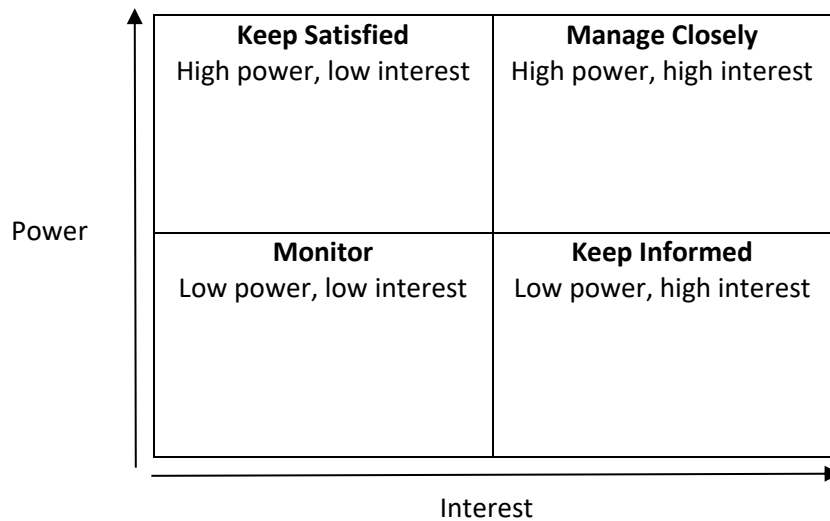 Keep Satisfied
High power, low interest
Manage Closely
High power, high interest
Power
Monitor
Low power, low interest
Keep Informed
Low power, high interest
Interest